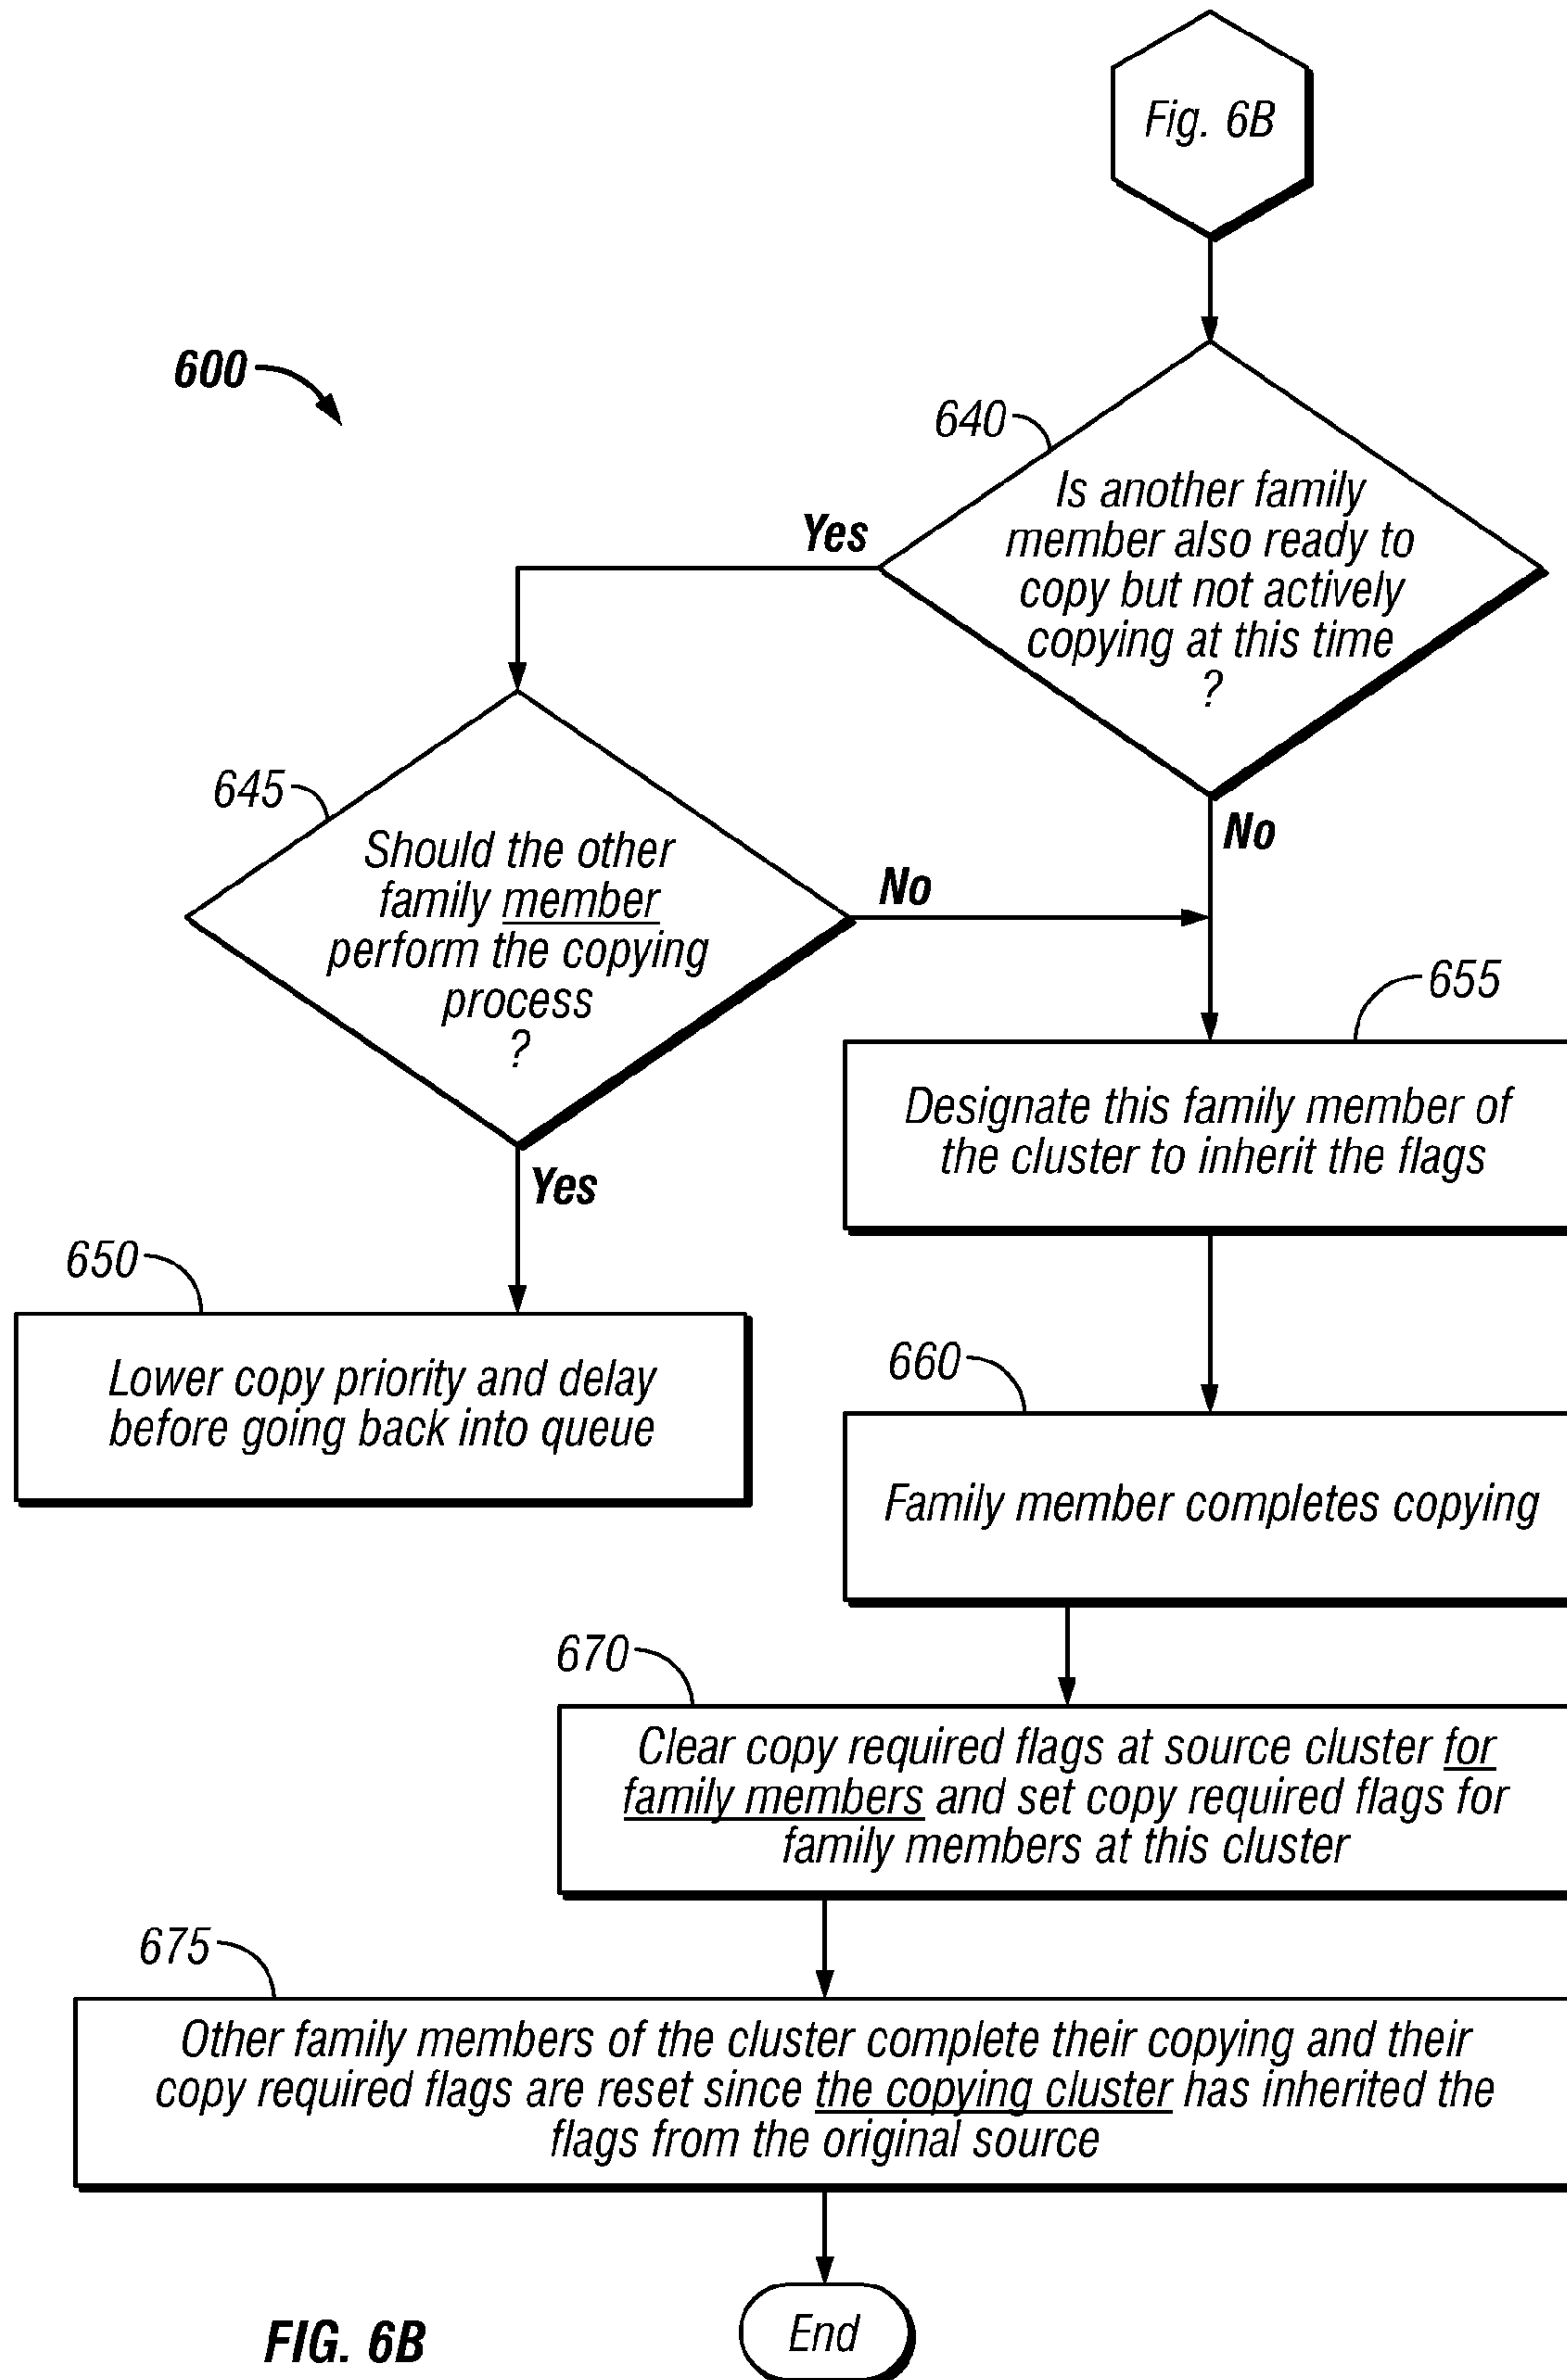 Fig. 6B
600
640
Is another family
member also ready to
copy but not actively
copying at this time
?
Yes
No
645
Should the other
family member
perform the copying
process
?
No
Yes
655
Designate this family member of
the cluster to inherit the flags
650
Lower copy priority and delay
before going back into queue
660
Family member completes copying
670
Clear copy required flags at source cluster for
family members and set copy required flags for
family members at this cluster
675
Other family members of the cluster complete their copying and their
copy required flags are reset since the copying cluster has inherited the
flags from the original source
End
FIG. 6B